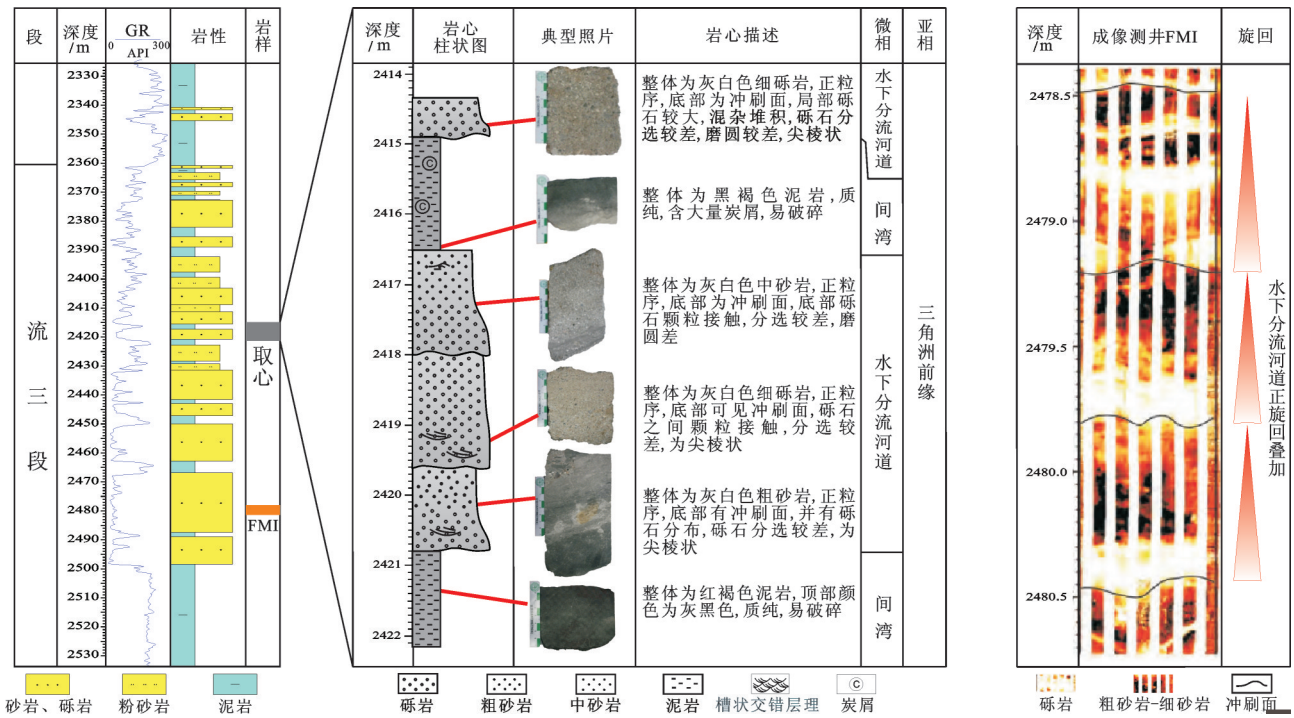 段
深度
/m
GR
0 300
API
岩性
岩样
2330
2340
2350
2360
2370
2380
2390
2400
2410
2420
2430
2440
2450
2460
2470
2480
2490
2500
2510
2520
2530
流三段
取心
FMI
砂岩、砾岩
粉砂岩
泥岩
深度
/m
岩心
柱状图
典型照片
岩心描述
微相
亚相
2414
2415
2416
2417
2418
2419
2420
2421
2422
©
©
整体为灰白色细砾岩,正粒
序,底部为冲刷面,局部砾
石较大,混杂堆积,砾石分
选较差,磨圆较差,尖棱状
整体为黑褐色泥岩,质
纯,含大量炭屑,易破碎
整体为灰白色中砂岩,正粒
序,底部为冲刷面,底部砾
石颗粒接触,分选较差,磨
圆差
整体为灰白色细砾岩,正粒
序,底部可见冲刷面,砾石
之间颗粒接触,分选较
差,为尖棱状
整体为灰白色粗砂岩,正粒
序,底部有冲刷面,并有砾
石分布,砾石分选较差,为
尖棱状
整体为红褐色泥岩,顶部颜
色为灰黑色,质纯,易破碎
水下分流河道
间湾
水下分流河道
间湾
三角洲前缘
砾岩
粗砂岩
中砂岩
泥岩
槽状交错层理
©
炭屑
深度
/m
成像测井FMI
旋回
2478.5
2479.0
2479.5
2480.0
2480.5
水下分流河道正旋回叠加
砾岩
粗砂岩-细砂岩
冲刷面